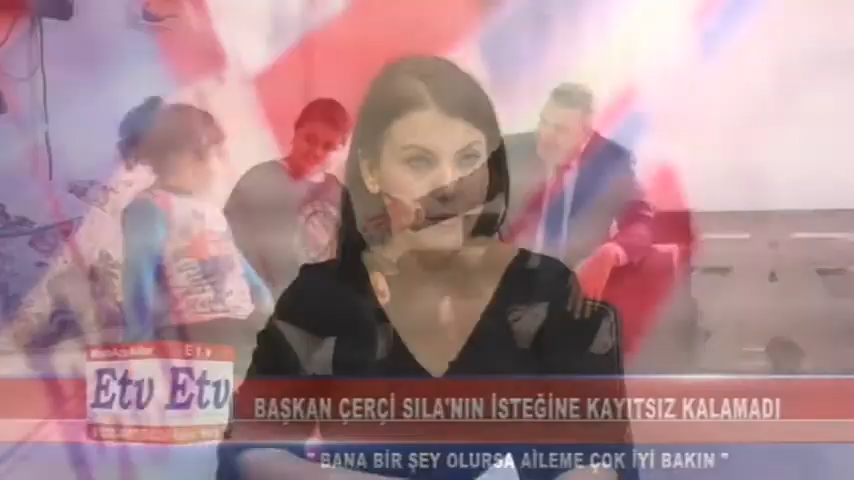 E T V
Etv Etv
BAŞKAN ÇERÇİ SILA'NIN İSTEĞİNE KAYITSIZ KALAMADI
" BANA BİR ŞEY OLURSA AİLEME ÇOK İYİ BAKIN "